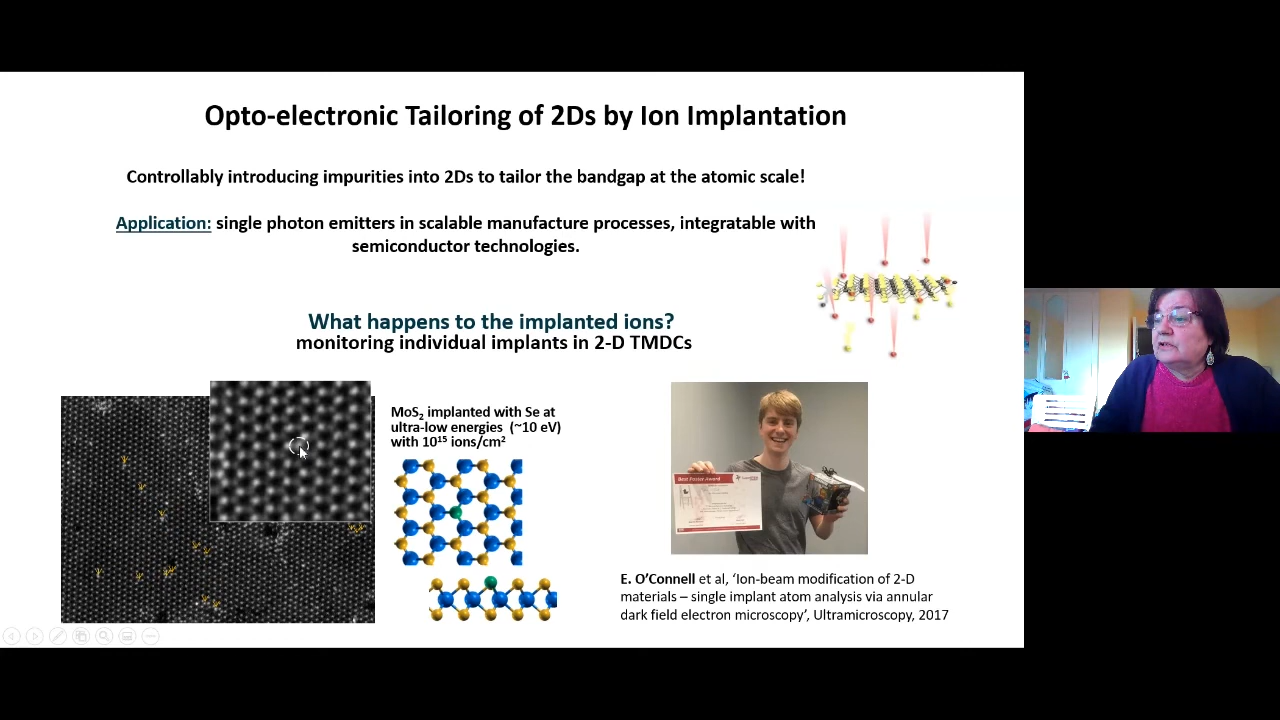 Opto-electronic Tailoring of 2Ds by Ion Implantation
Controllably introducing impurities into 2Ds to tailor the bandgap at the atomic scale!
Application: single photon emitters in scalable manufacture processes, integratable with
semiconductor technologies.
What happens to the implanted ions?
monitoring individual implants in 2-D TMDCs
MoS₂ implanted with Se at
ultra-low energies (~10 eV)
with 10¹⁵ ions/cm²
Best Poster Award
E. O'Connell et al, 'Ion-beam modification of 2-D
materials – single implant atom analysis via annular
dark field electron microscopy', Ultramicroscopy, 2017